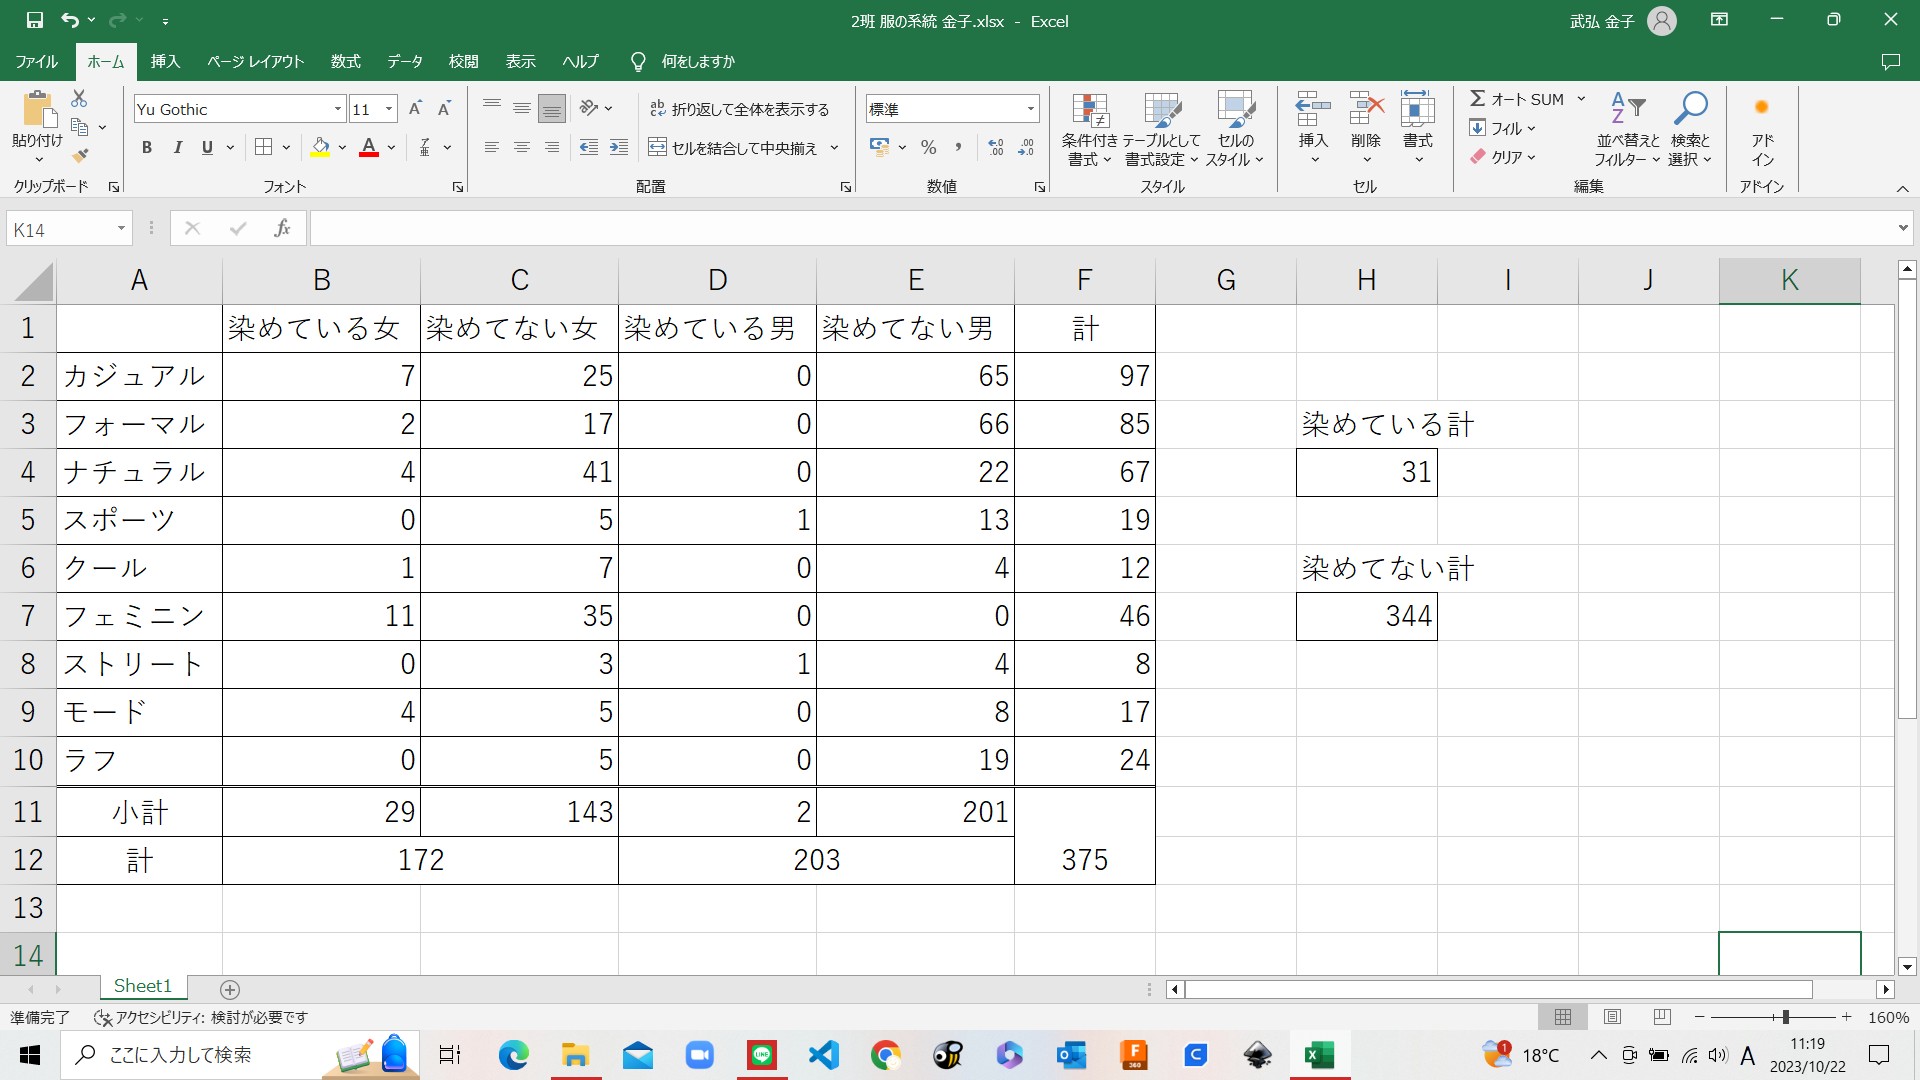 2班 服の系統 金子.xlsx - Excel
武弘 金子
ファイル ホーム 挿入 ページ レイアウト 数式 データ 校閲 表示 ヘルプ 何をしますか
貼り付け
クリップボード
Yu Gothic 11
B I U A
フォント
折り返して全体を表示する
セルを結合して中央揃え
配置
標準
数値
条件付き書式
テーブルとして書式設定
セルのスタイル
スタイル
挿入 削除 書式
セル
オート SUM
フィル
クリア
並べ替えとフィルター
検索と選択
編集
アドイン
アドイン
K14 fx
A B C D E F G H I J K
1 染めている女 染めてない女 染めている男 染めてない男 計
2 カジュアル 7 25 0 65 97
3 フォーマル 2 17 0 66 85 染めている計
4 ナチュラル 4 41 0 22 67 31
5 スポーツ 0 5 1 13 19
6 クール 1 7 0 4 12 染めてない計
7 フェミニン 11 35 0 0 46 344
8 ストリート 0 3 1 4 8
9 モード 4 5 0 8 17
10 ラフ 0 5 0 19 24
11 小計 29 143 2 201
12 計 172 203 375
13
14
Sheet1
準備完了 アクセシビリティ: 検討が必要です 160%
ここに入力して検索
18°C A 11:19
2023/10/22